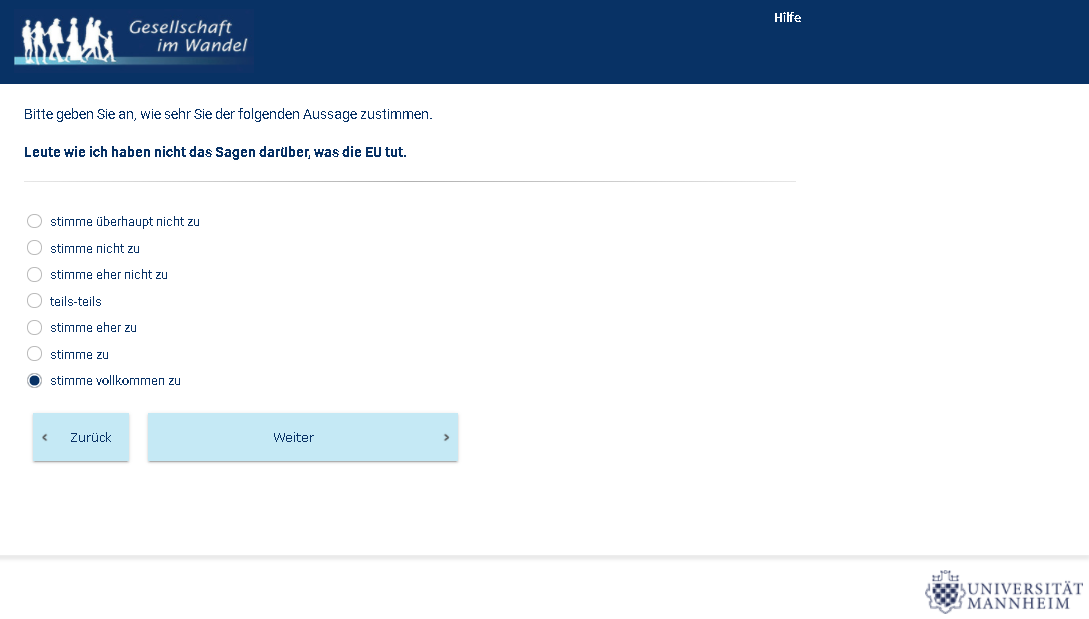 Gesellschaft
im Wandel
Hilfe
Bitte geben Sie an, wie sehr Sie der folgenden Aussage zustimmen.
Leute wie ich haben nicht das Sagen darüber, was die EU tut.
stimme überhaupt nicht zu
stimme nicht zu
stimme eher nicht zu
teils-teils
stimme eher zu
stimme zu
stimme vollkommen zu
Zurück
Weiter
UNIVERSITÄT
MANNHEIM